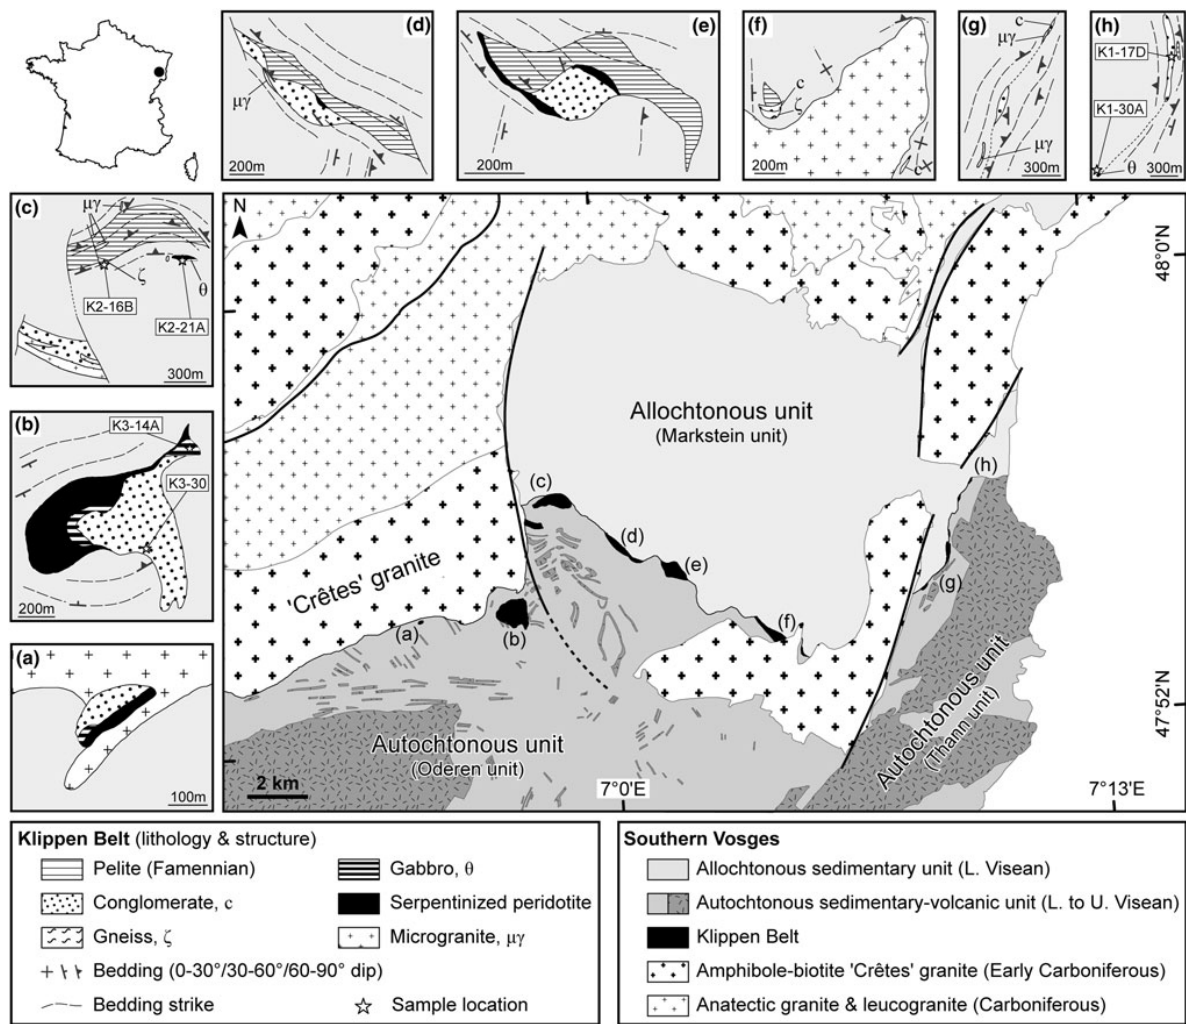 (d)
μγ
200m
(e)
200m
(f)
c
ζ
c
200m
(g)
c
μγ
μγ
300m
(h)
K1-17D
K1-30A
θ
300m
(c)
μγ
ζ
θ
K2-16B
K2-21A
300m
(b)
K3-14A
K3-30
200m
(a)
100m
N
48°0'N
Allochtonous unit
(Markstein unit)
(h)
(c)
(d)
(e)
(g)
'Crêtes' granite
(a)
(b)
(f)
47°52'N
Autochtonous unit
(Thann unit)
Autochtonous unit
(Oderen unit)
2 km
7°0'E
7°13'E
Klippen Belt (lithology & structure)
Pelite (Famennian)
Gabbro, θ
Conglomerate, c
Serpentinized peridotite
Gneiss, ζ
Microgranite, μγ
Bedding (0-30°/30-60°/60-90° dip)
Bedding strike
Sample location
Southern Vosges
Allochtonous sedimentary unit (L. Visean)
Autochtonous sedimentary-volcanic unit (L. to U. Visean)
Klippen Belt
Amphibole-biotite 'Crêtes' granite (Early Carboniferous)
Anatectic granite & leucogranite (Carboniferous)